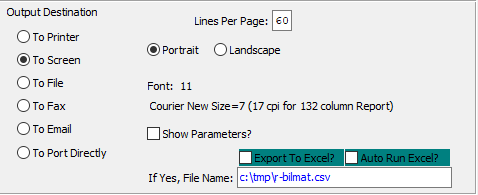 Output Destination
Lines Per Page: 60
To Printer
Portrait
Landscape
To Screen
To File
Font: 11
To Fax
Courier New Size=7 (17 cpi for 132 column Report)
To Email
Show Parameters?
To Port Directly
Export To Excel?
Auto Run Excel?
If Yes, File Name: c:\tmp\r-bilmat.csv